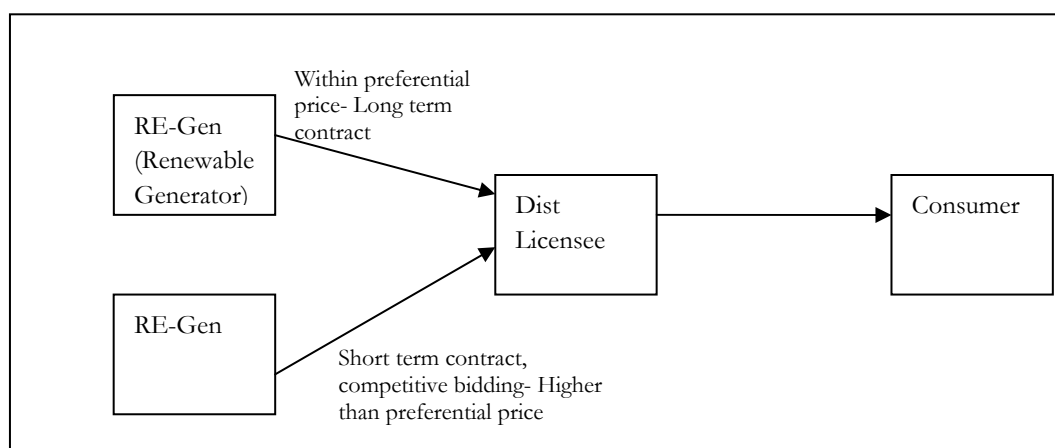 Within preferential
price- Long term
contract
RE-Gen
(Renewable
Generator)
Dist
Licensee
Consumer
RE-Gen
Short term contract,
competitive bidding- Higher
than preferential price